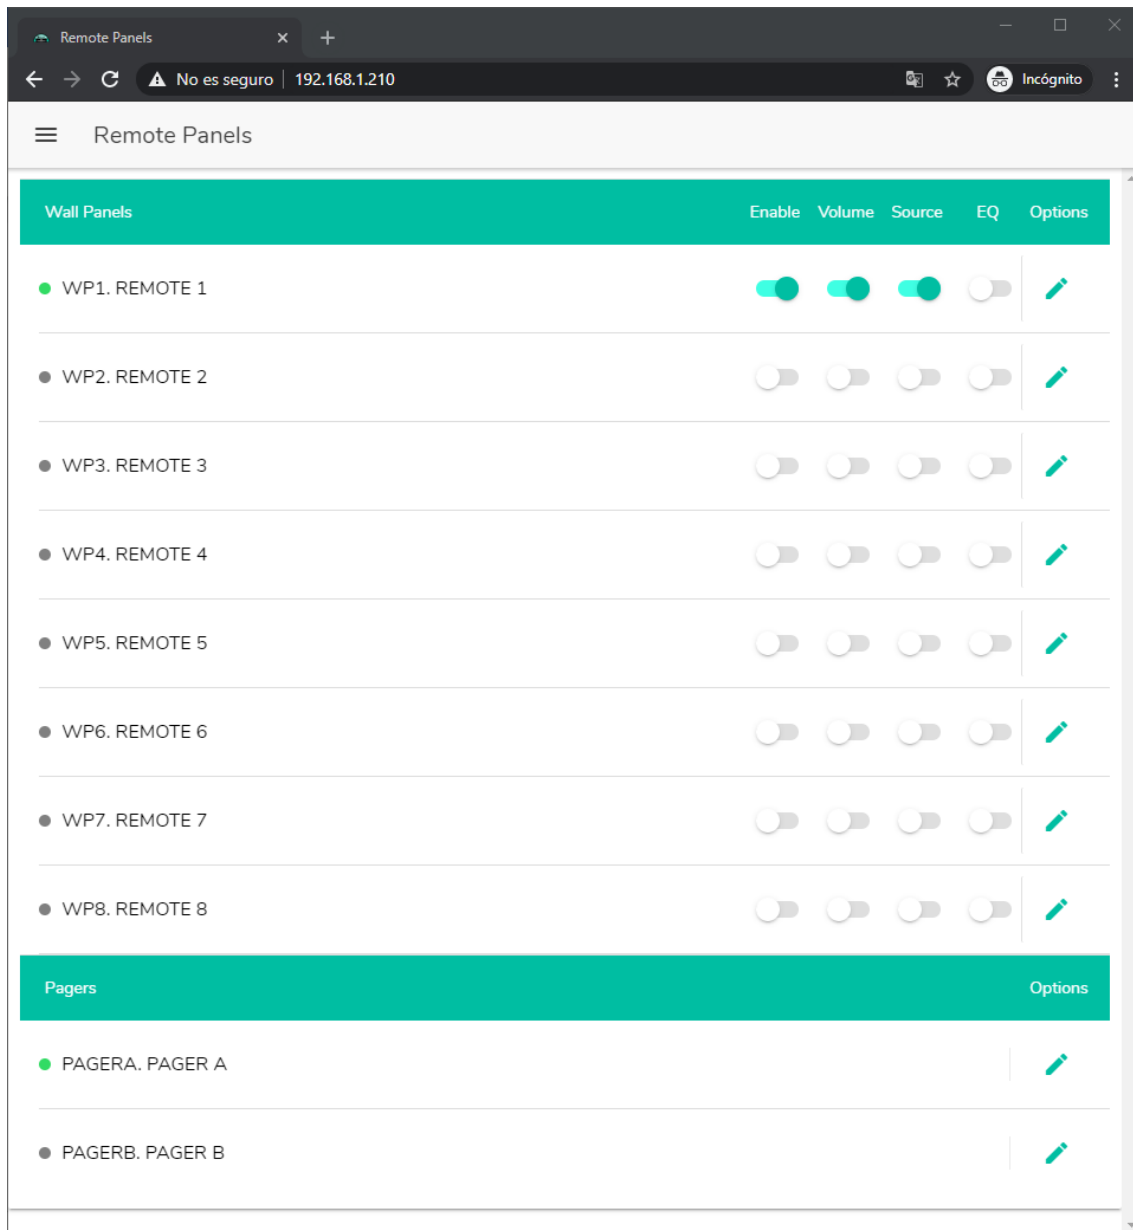 Remote Panels
No es seguro 192.168.1.210 Incógnito
Remote Panels
Wall Panels Enable Volume Source EQ Options
WP1. REMOTE 1
WP2. REMOTE 2
WP3. REMOTE 3
WP4. REMOTE 4
WP5. REMOTE 5
WP6. REMOTE 6
WP7. REMOTE 7
WP8. REMOTE 8
Pagers Options
PAGERA. PAGER A
PAGERB. PAGER B